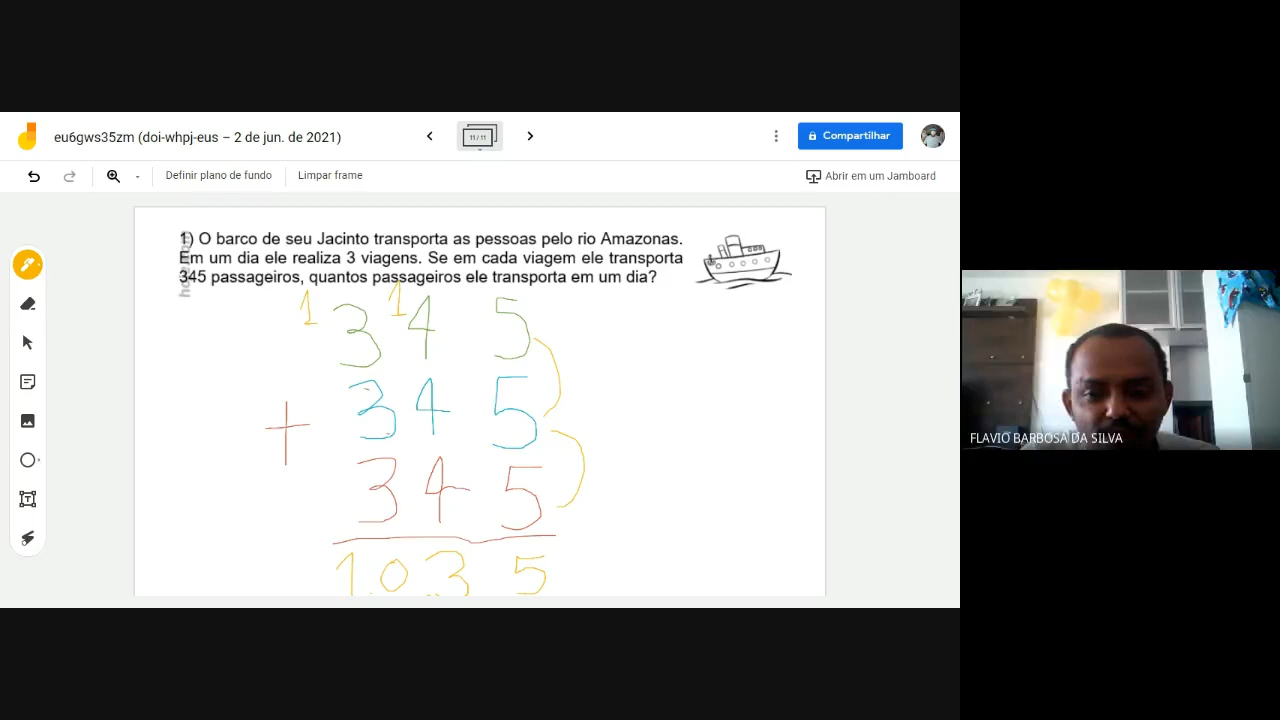 eu6gws35zm (doi-whpj-eus – 2 de jun. de 2021)
11 / 11
Compartilhar
Definir plano de fundo
Limpar frame
Abrir em um Jamboard
1) O barco de seu Jacinto transporta as pessoas pelo rio Amazonas.
Em um dia ele realiza 3 viagens. Se em cada viagem ele transporta
345 passageiros, quantos passageiros ele transporta em um dia?
1 1
3 4 5
3 4 5
+
3 4 5
1.035
FLAVIO BARBOSA DA SILVA